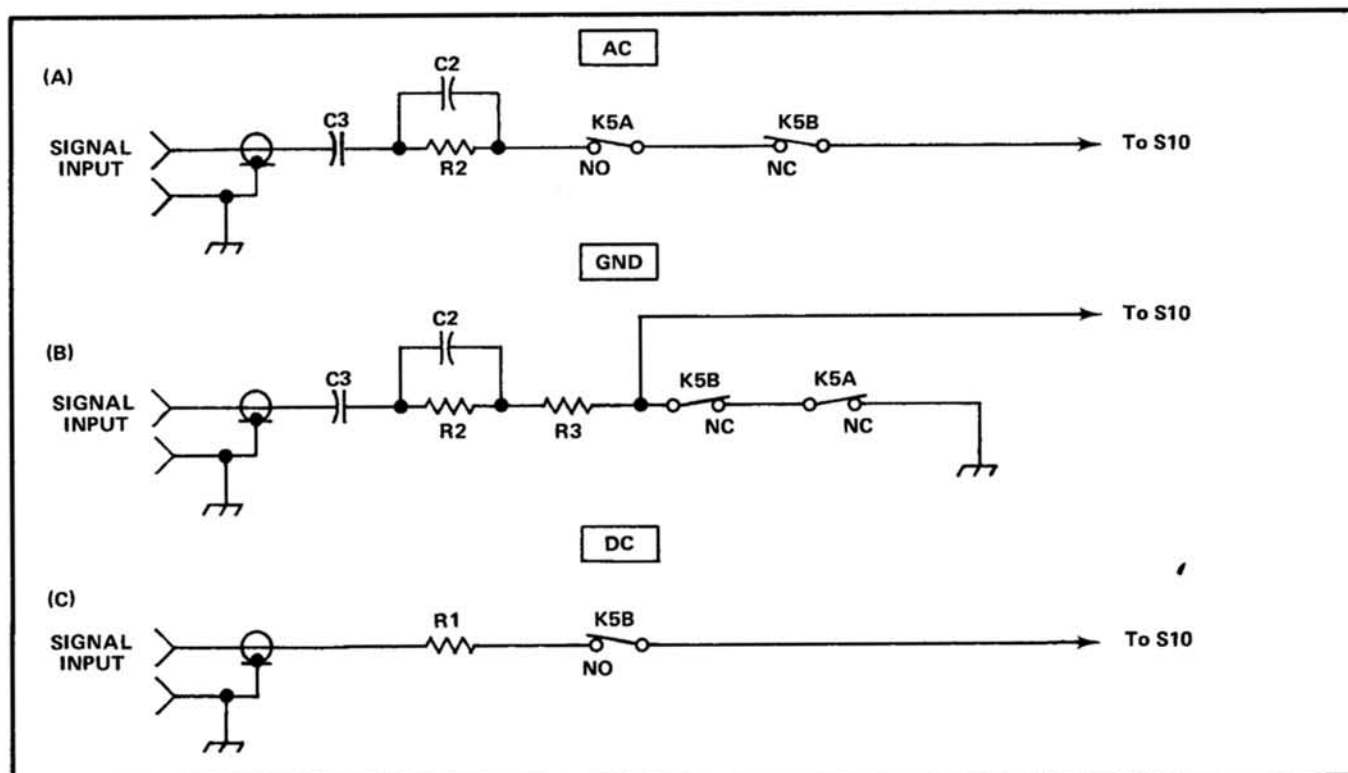 AC
(A)
C2
C3
K5A
K5B
SIGNAL
INPUT
To S10
R2
NO
NC
GND
To S10
C2
(B)
C3
K5B
K5A
SIGNAL
INPUT
R2
R3
NC
NC
DC
(C)
R1
K5B
SIGNAL
INPUT
To S10
NO